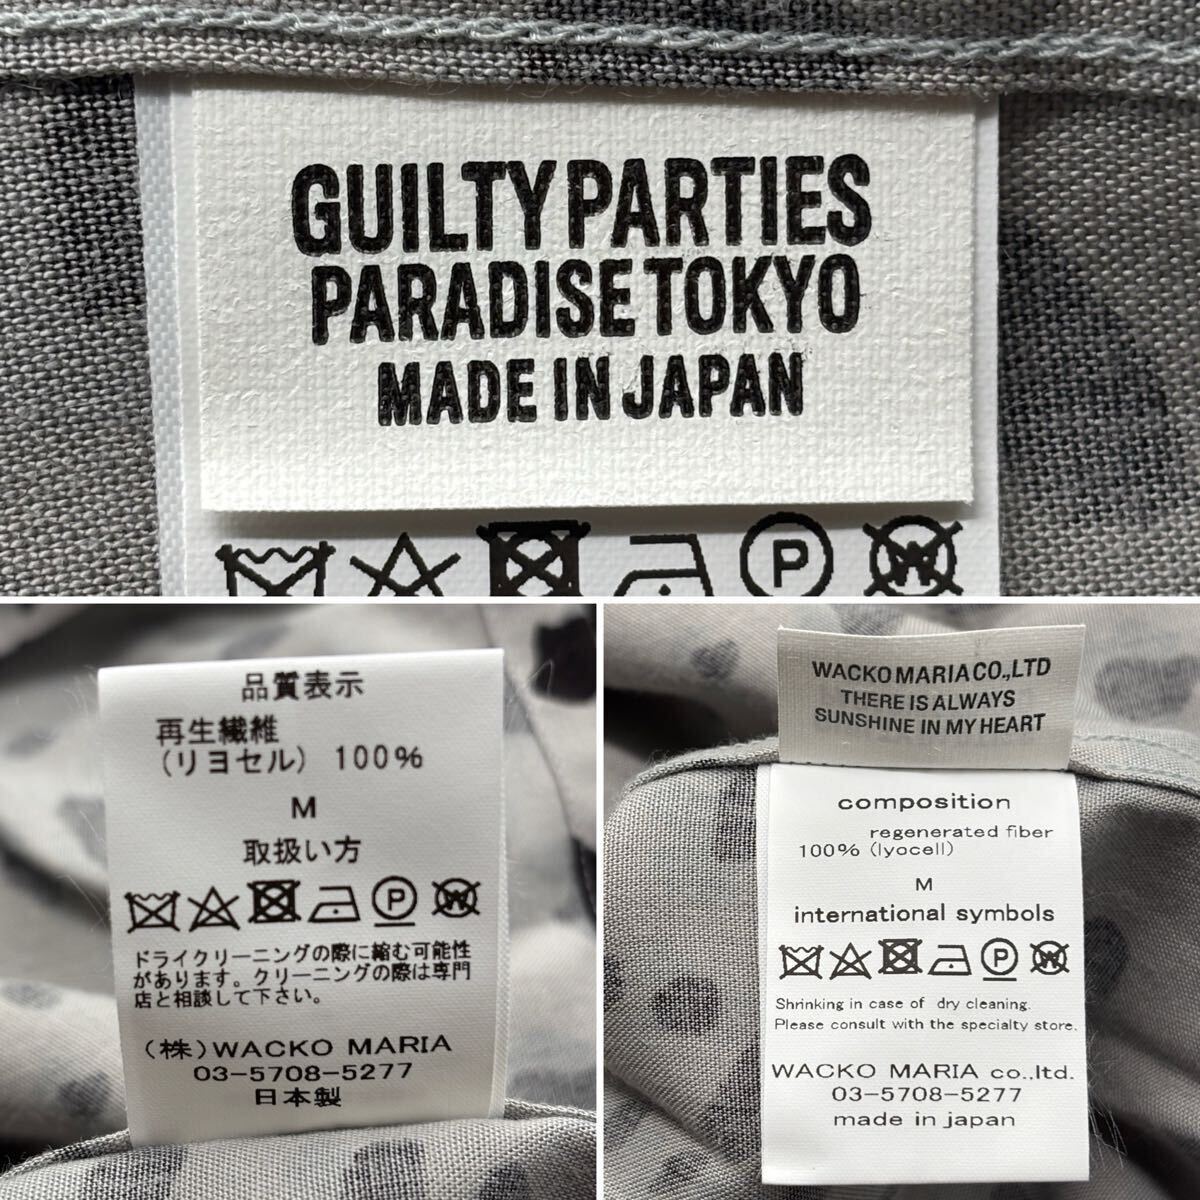 GUILTY PARTIES
PARADISE TOKYO
MADE IN JAPAN
P
W
品質表示
再生繊維
(リヨセル) 100%
M
取扱い方
P
W
ドライクリーニングの際に縮む可能性
があります。クリーニングの際は専門
店と相談して下さい。
(株)WACKO MARIA
03-5708-5277
日本製
WACKO MARIA CO.,LTD
THERE IS ALWAYS
SUNSHINE IN MY HEART
composition
regenerated fiber
100% (lyocell)
M
international symbols
P
W
Shrinking in case of dry cleaning.
Please consult with the specialty store.
WACKO MARIA co.,ltd.
03-5708-5277
made in japan